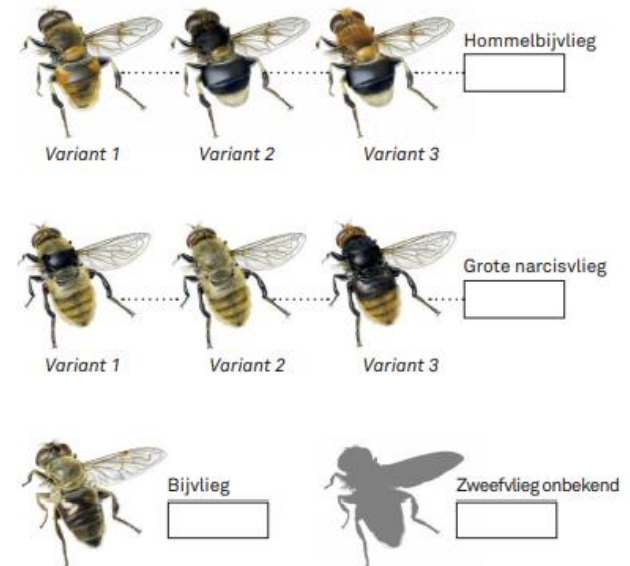 Hommelbijvlieg
Variant 1 Variant 2 Variant 3
Grote narcisvlieg
Variant 1 Variant 2 Variant 3
Bijvlieg
Zweefvlieg onbekend